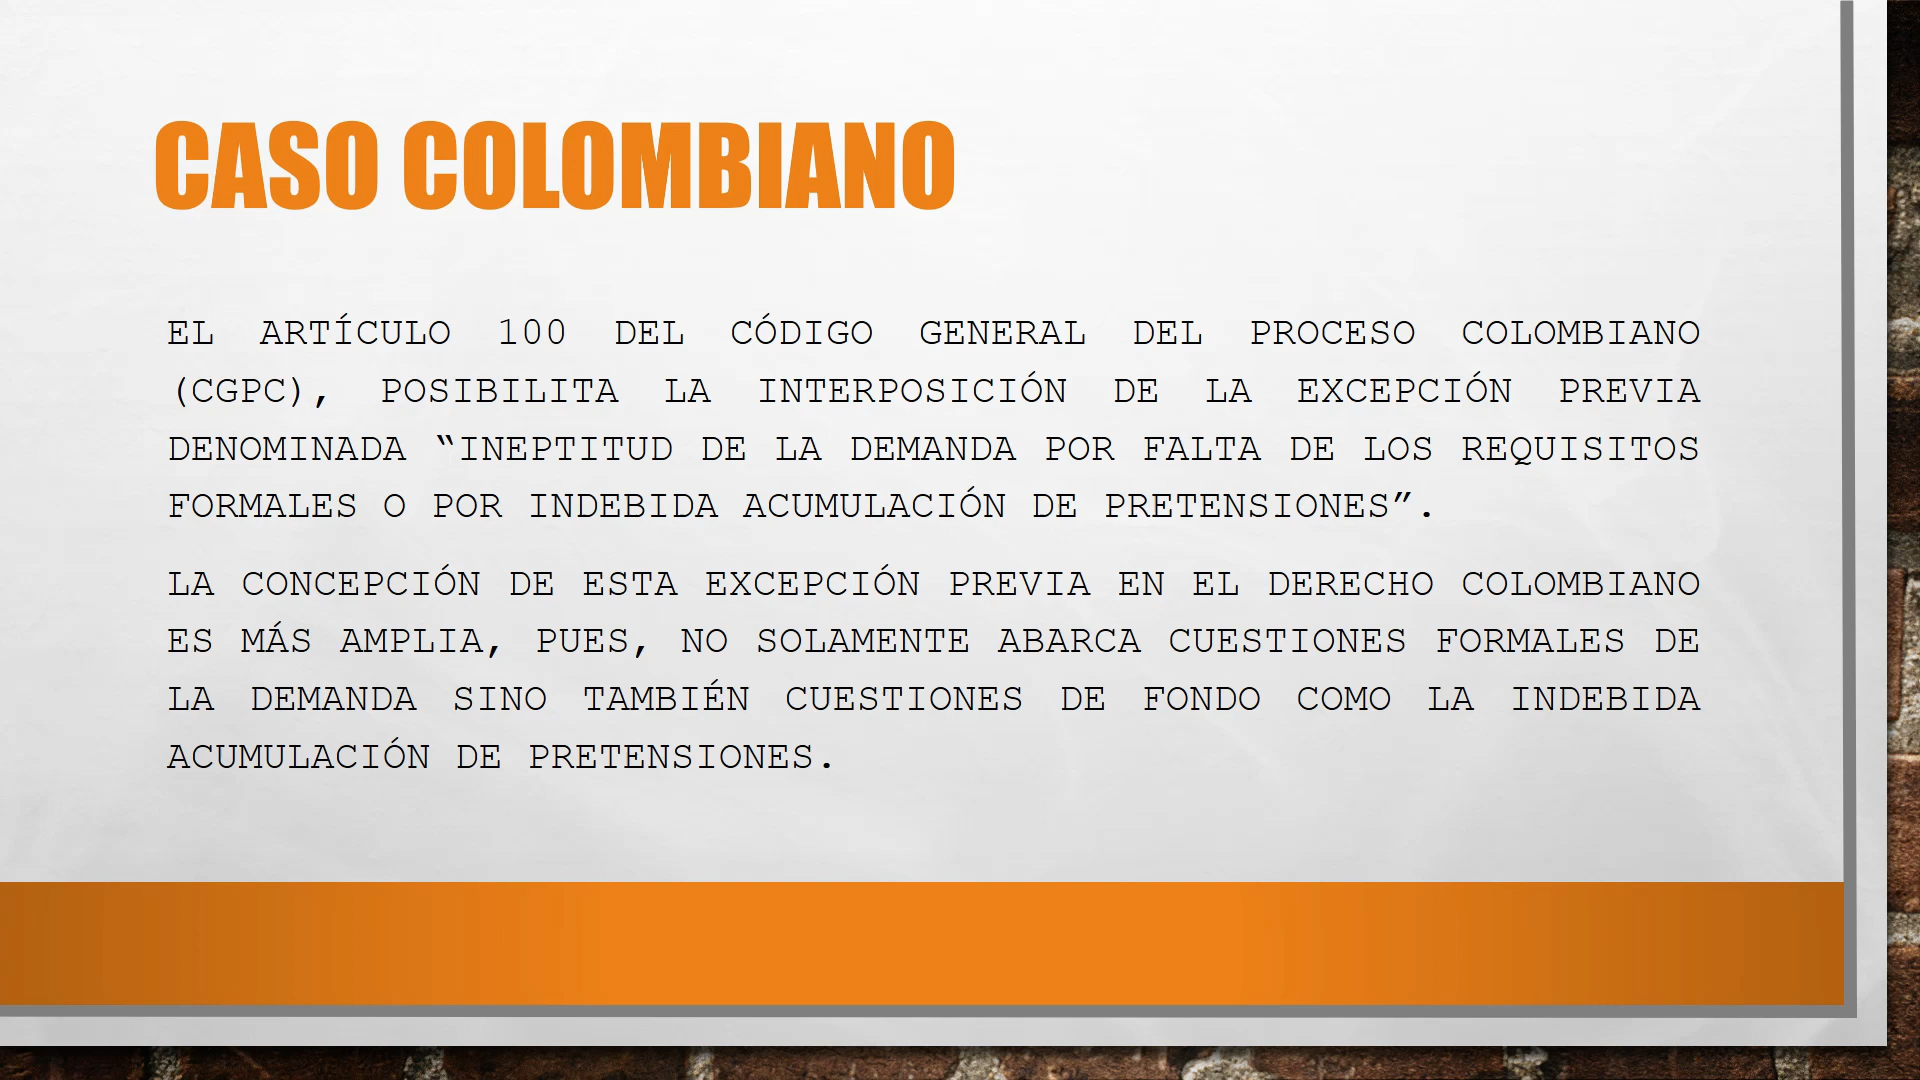 CASO COLOMBIANO
EL ARTÍCULO 100 DEL CÓDIGO GENERAL DEL PROCESO COLOMBIANO
(CGPC), POSIBILITA LA INTERPOSICIÓN DE LA EXCEPCIÓN PREVIA
DENOMINADA “INEPTITUD DE LA DEMANDA POR FALTA DE LOS REQUISITOS
FORMALES O POR INDEBIDA ACUMULACIÓN DE PRETENSIONES”.
LA CONCEPCIÓN DE ESTA EXCEPCIÓN PREVIA EN EL DERECHO COLOMBIANO
ES MÁS AMPLIA, PUES, NO SOLAMENTE ABARCA CUESTIONES FORMALES DE
LA DEMANDA SINO TAMBIÉN CUESTIONES DE FONDO COMO LA INDEBIDA
ACUMULACIÓN DE PRETENSIONES.